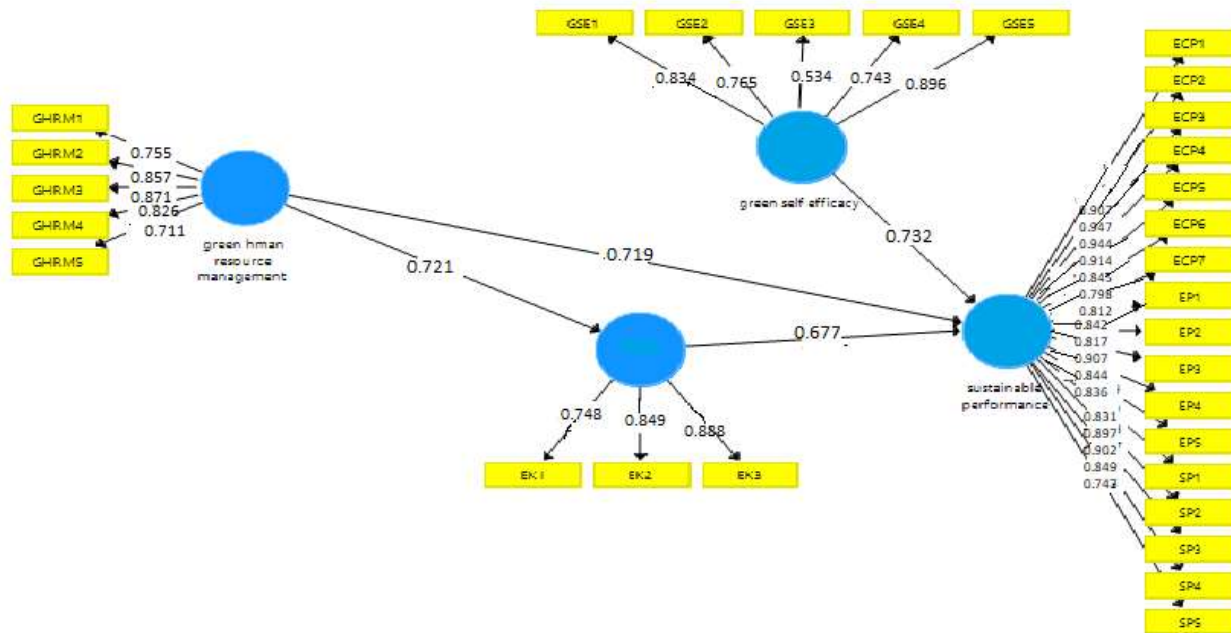 GSE1
GSE2
GSE3
GSE4
GSE5
0.834
0.765
0.534
0.743
0.896
green self efficacy
GHRM1
GHRM2
GHRM3
GHRM4
GHRM5
0.755
0.857
0.871
0.826
0.711
green hman
resource
management
0.719
0.721
0.732
0.677
0.748
0.849
0.888
EK1
EK2
EK3
sustainable
performance
0.907
0.947
0.944
0.914
0.845
0.798
0.812
0.842
0.817
0.907
0.844
0.836
0.831
0.897
0.902
0.849
0.743
ECP1
ECP2
ECP3
ECP4
ECP5
ECP6
ECP7
EP1
EP2
EP3
EP4
EP5
SP1
SP2
SP3
SP4
SP5